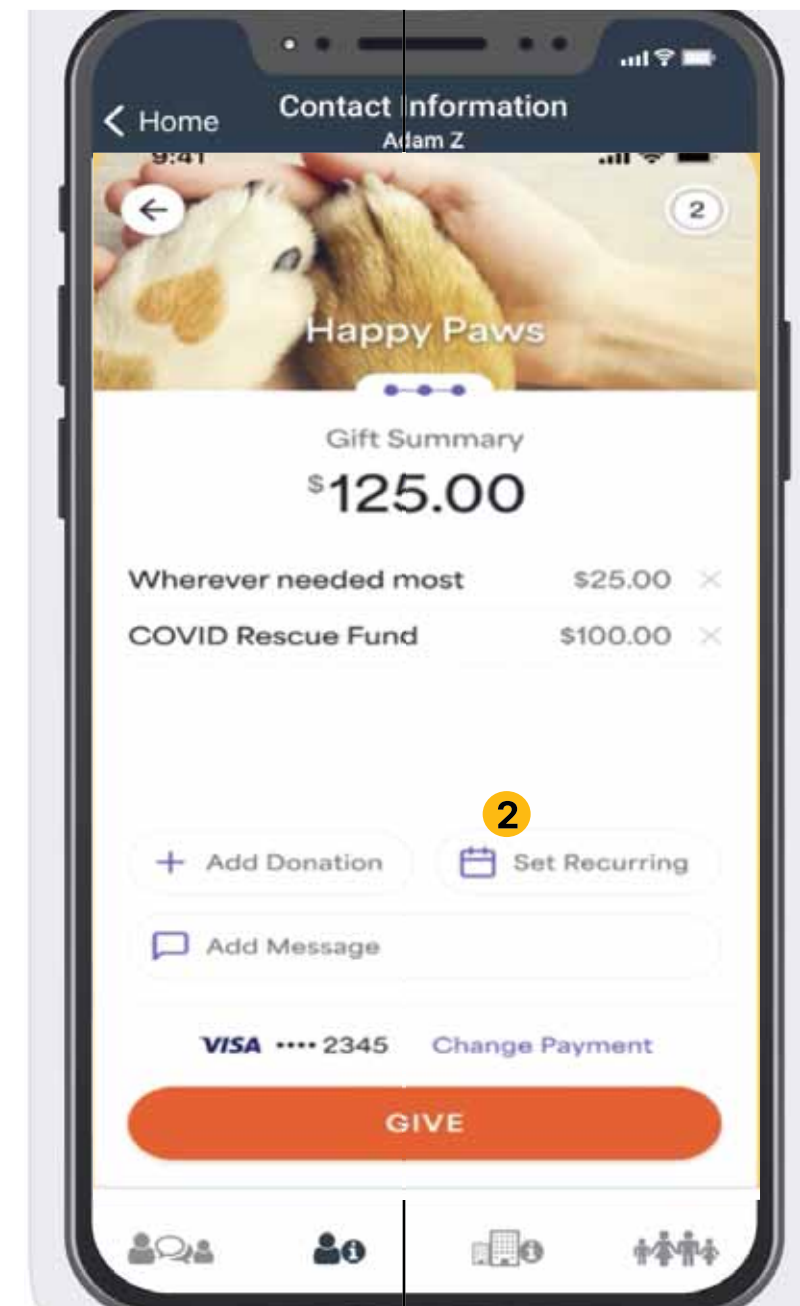 Home
Contact Information
Adam Z
9:41
2
Happy Paws
Gift Summary
$125.00
Wherever needed most $25.00
COVID Rescue Fund $100.00
2
Add Donation
Set Recurring
Add Message
VISA •••• 2345 Change Payment
GIVE